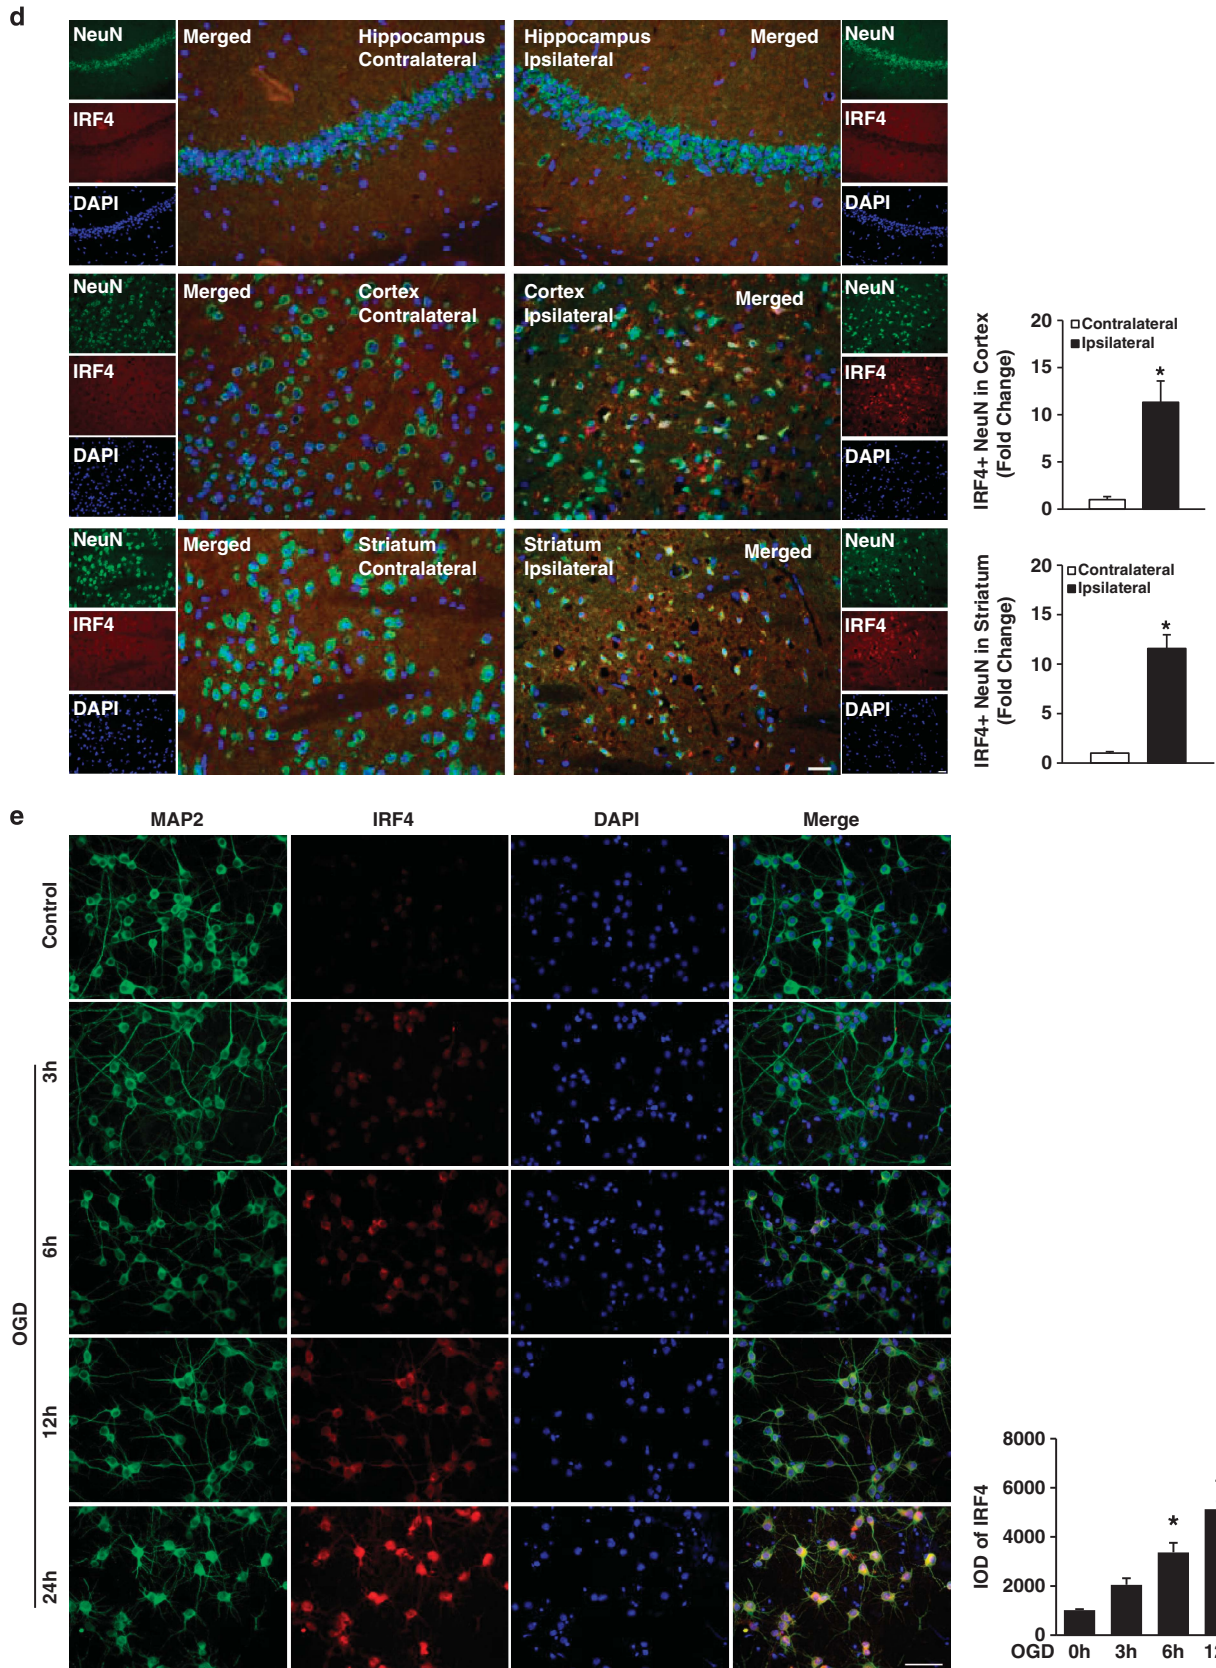 d
NeuN
Merged
Hippocampus
Contralateral
Hippocampus
Ipsilateral
Merged
NeuN
IRF4
IRF4
DAPI
DAPI
NeuN
Merged
Cortex
Contralateral
Cortex
Ipsilateral
Merged
NeuN
IRF4
IRF4
DAPI
DAPI
IRF4+ NeuN in Cortex
(Fold Change)
20
15
10
5
0
Contralateral
Ipsilateral
*
NeuN
Merged
Striatum
Contralateral
Striatum
Ipsilateral
Merged
NeuN
IRF4
IRF4
DAPI
DAPI
IRF4+ NeuN in Striatum
(Fold Change)
20
15
10
5
0
Contralateral
Ipsilateral
*
e
MAP2 IRF4 DAPI Merge
Control
OGD
3h
6h
12h
24h
IOD of IRF4
8000
6000
4000
2000
0
*
OGD 0h 3h 6h